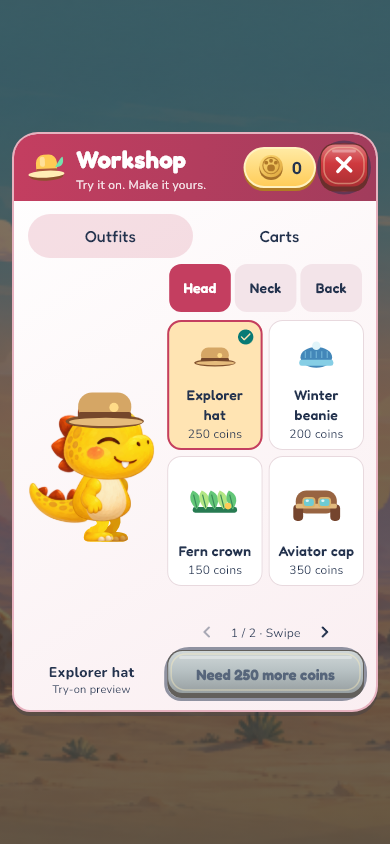 Workshop
Try it on. Make it yours.
0
Outfits
Carts
Head
Neck
Back
Explorer
hat
250 coins
Winter
beanie
200 coins
Fern crown
150 coins
Aviator cap
350 coins
1 / 2 · Swipe
Explorer hat
Try-on preview
Need 250 more coins